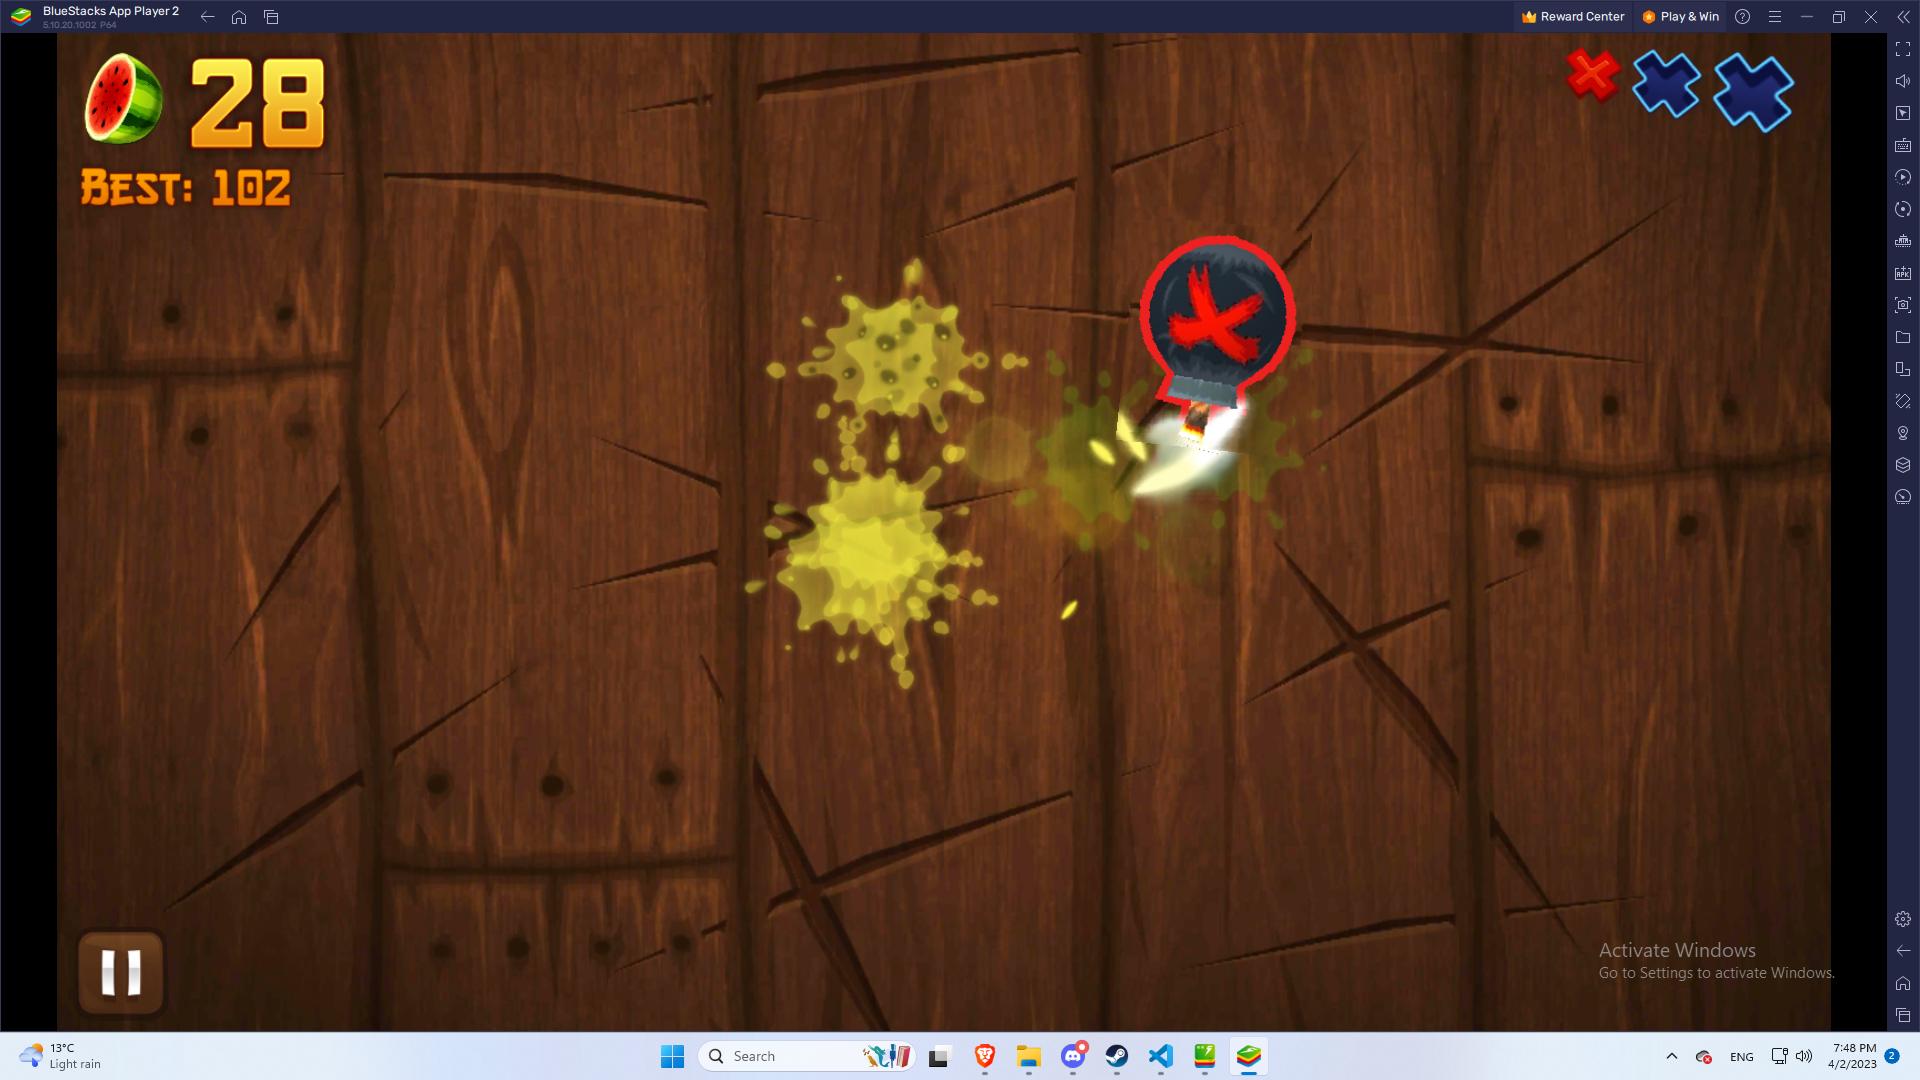 BlueStacks App Player 2
5.10.20.1002 P64
Reward Center
Play & Win
28
BEST: 102
APK
Activate Windows
Go to Settings to activate Windows.
13°C
Light rain
Search
ENG
7:48 PM
4/2/2023
2